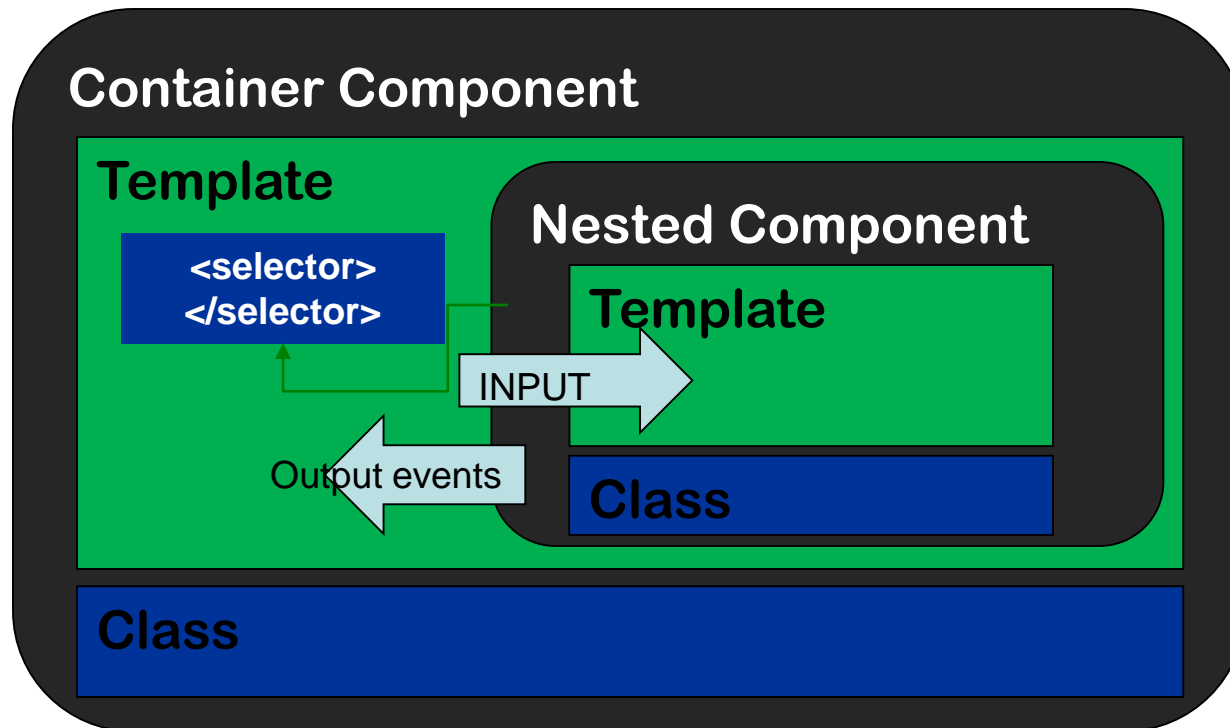 Container Component
Template
<selector>
</selector>
Nested Component
Template
INPUT
Output events
Class
Class